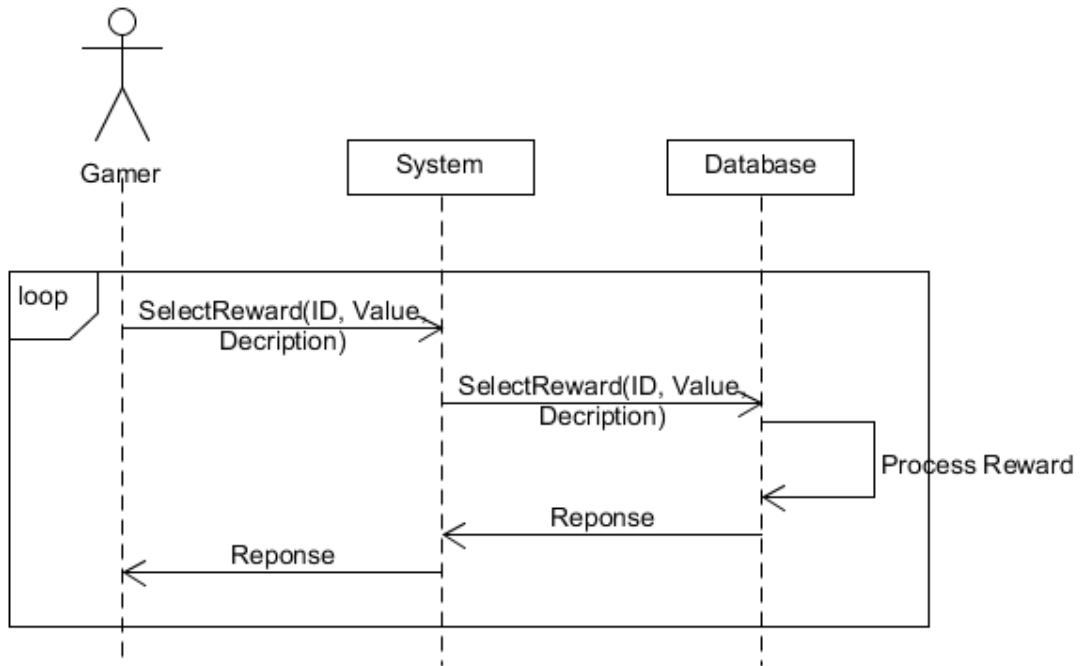 Gamer
System
Database
loop
SelectReward(ID, Value,
Decription)
SelectReward(ID, Value,
Decription)
Process Reward
Reponse
Reponse